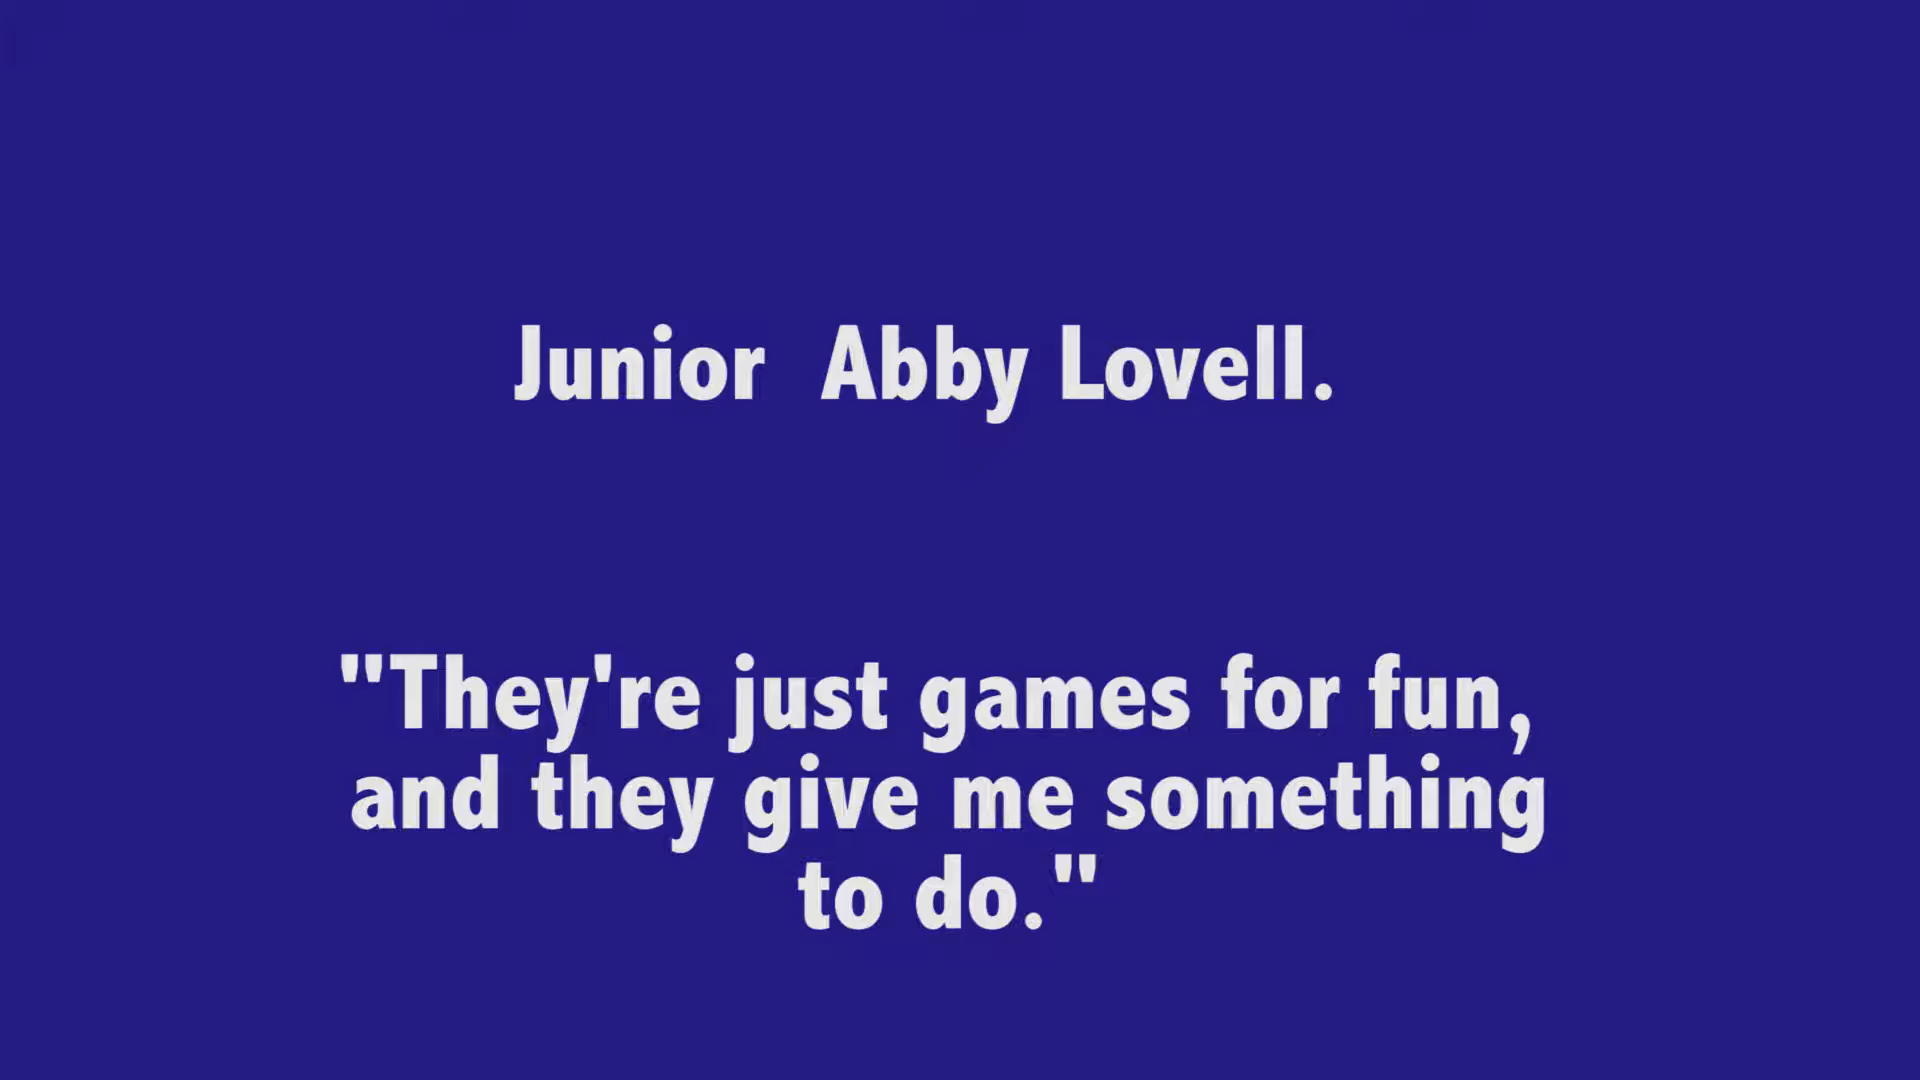 Junior  Abby Lovell.
"They're just games for fun,
and they give me something
to do."